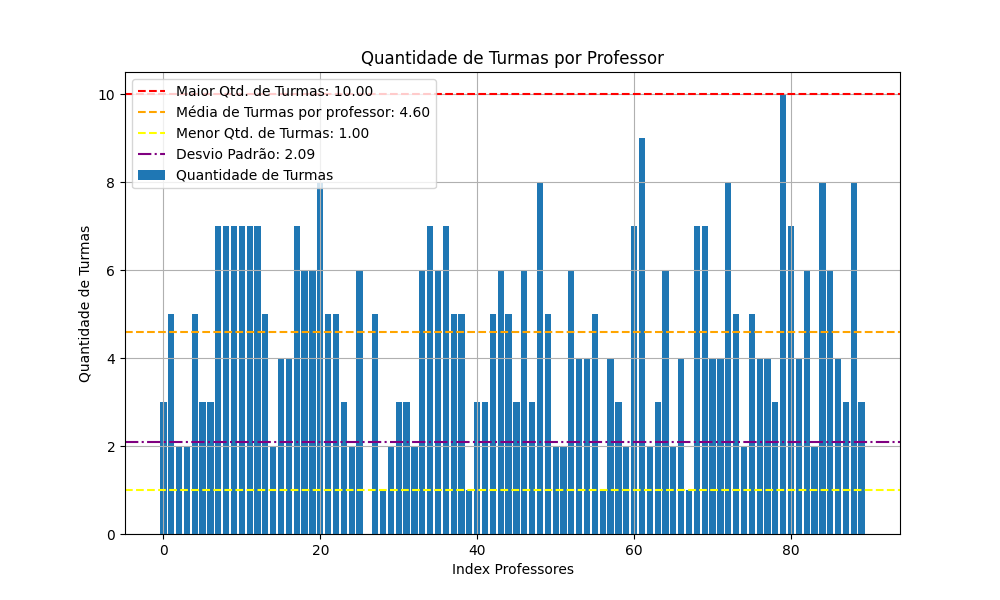 Quantidade de Turmas por Professor
Maior Qtd. de Turmas: 10.00
Média de Turmas por professor: 4.60
Menor Qtd. de Turmas: 1.00
Desvio Padrão: 2.09
Quantidade de Turmas
Quantidade de Turmas
10
8
6
4
2
0
0 20 40 60 80
Index Professores